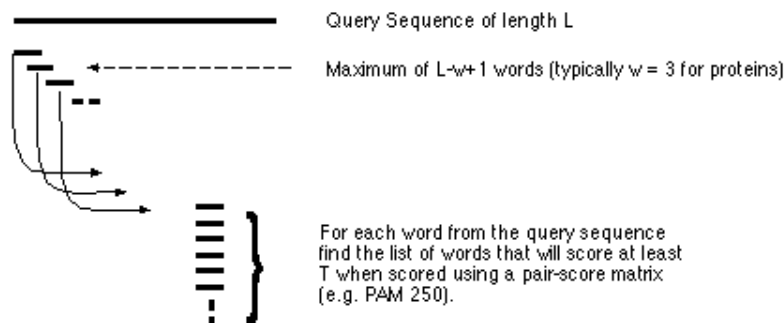 Query Sequence of length L
Maximum of L-w+1 words (typically w = 3 for proteins)
For each word from the query sequence
find the list of words that will score at least
T when scored using a pair-score matrix
(e.g. PAM 250).